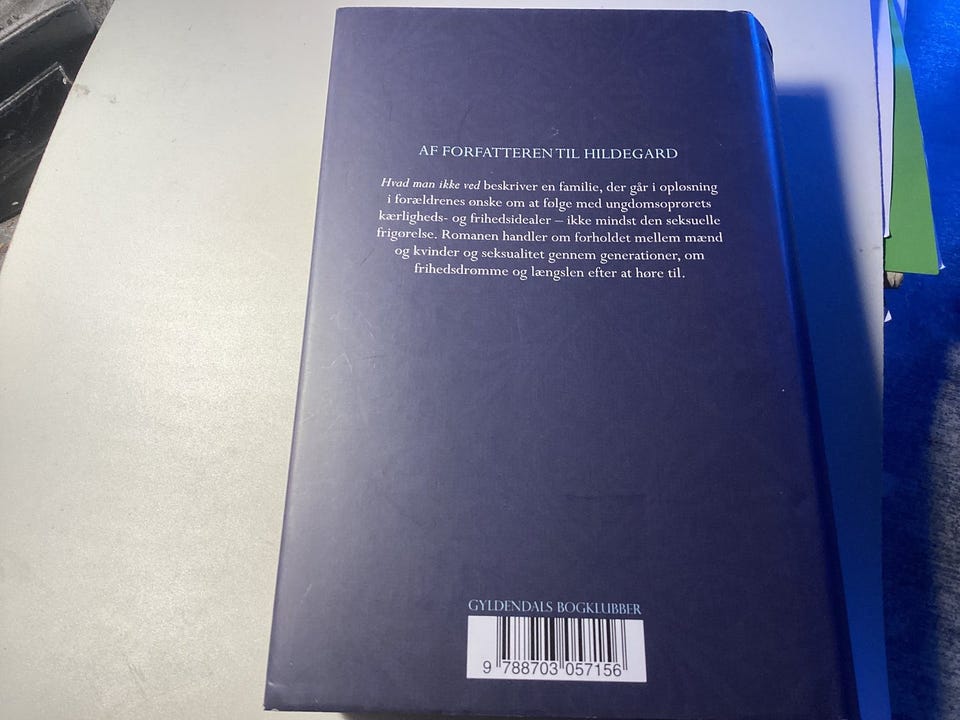 AF FORFATTEREN TIL HILDEGARD
Hvad man ikke ved beskriver en familie, der går i opløsning
i forældrenes ønske om at følge med ungdomsoprørets
kærligheds- og frihedsidealer – ikke mindst den seksuelle
frigørelse. Romanen handler om forholdet mellem mænd
og kvinder og seksualitet gennem generationer, om
frihedsdrømme og længslen efter at høre til.
GYLDENDALS BOGKLUBBER
9 788703 057156